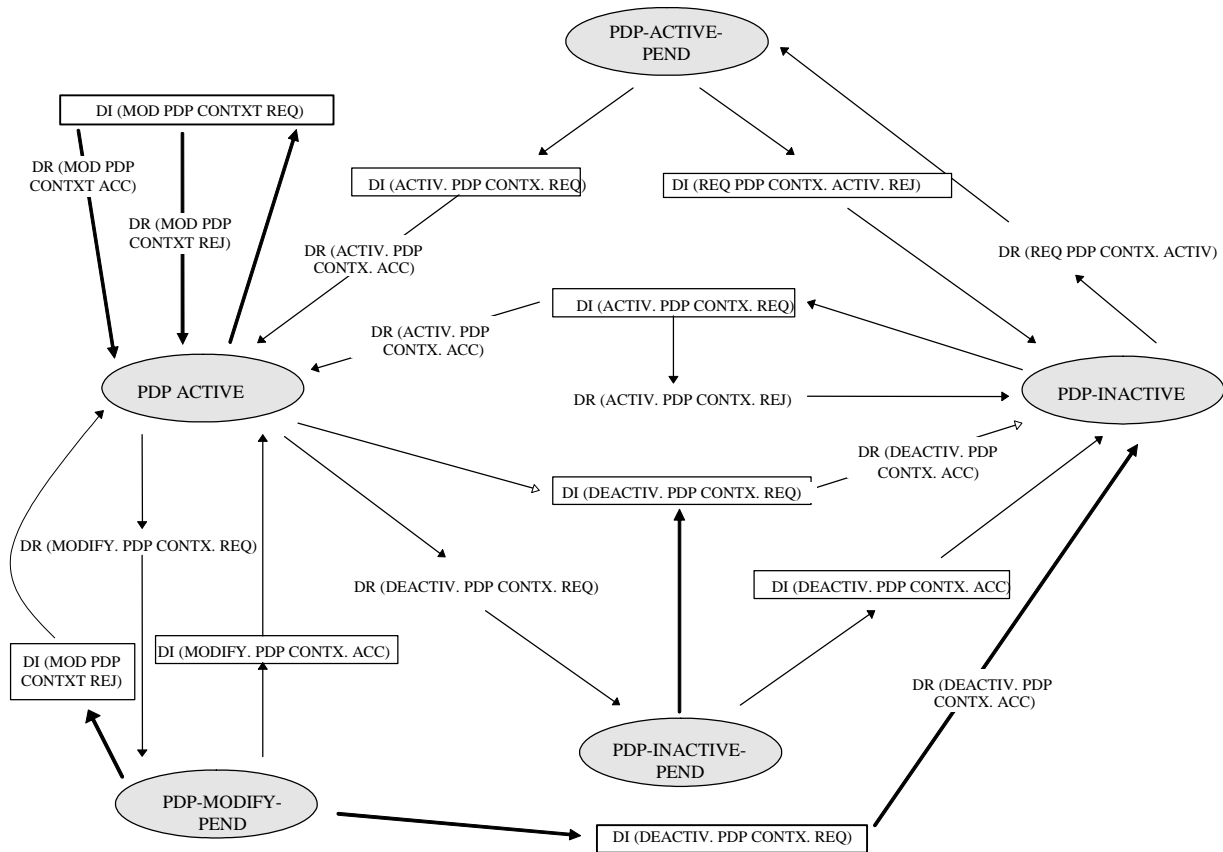 PDP-ACTIVE-
PEND
DI (MOD PDP CONTXT REQ)
DR (MOD PDP
CONTXT ACC)
DI (ACTIV. PDP CONTX. REQ)
DI (REQ PDP CONTX. ACTIV. REJ)
DR (MOD PDP
CONTXT REJ)
DR (ACTIV. PDP
CONTX. ACC)
DR (REQ PDP CONTX. ACTIV)
DI (ACTIV. PDP CONTX. REQ)
DR (ACTIV. PDP
CONTX. ACC)
PDP ACTIVE
PDP-INACTIVE
DR (ACTIV. PDP CONTX. REJ)
DR (DEACTIV. PDP
CONTX. ACC)
DI (DEACTIV. PDP CONTX. REQ)
DR (MODIFY. PDP CONTX. REQ)
DR (DEACTIV. PDP CONTX. REQ)
DI (DEACTIV. PDP CONTX. ACC)
DI (MODIFY. PDP CONTX. ACC)
DI (MOD PDP
CONTXT REJ)
DR (DEACTIV. PDP
CONTX. ACC)
PDP-INACTIVE-
PEND
PDP-MODIFY-
PEND
DI (DEACTIV. PDP CONTX. REQ)